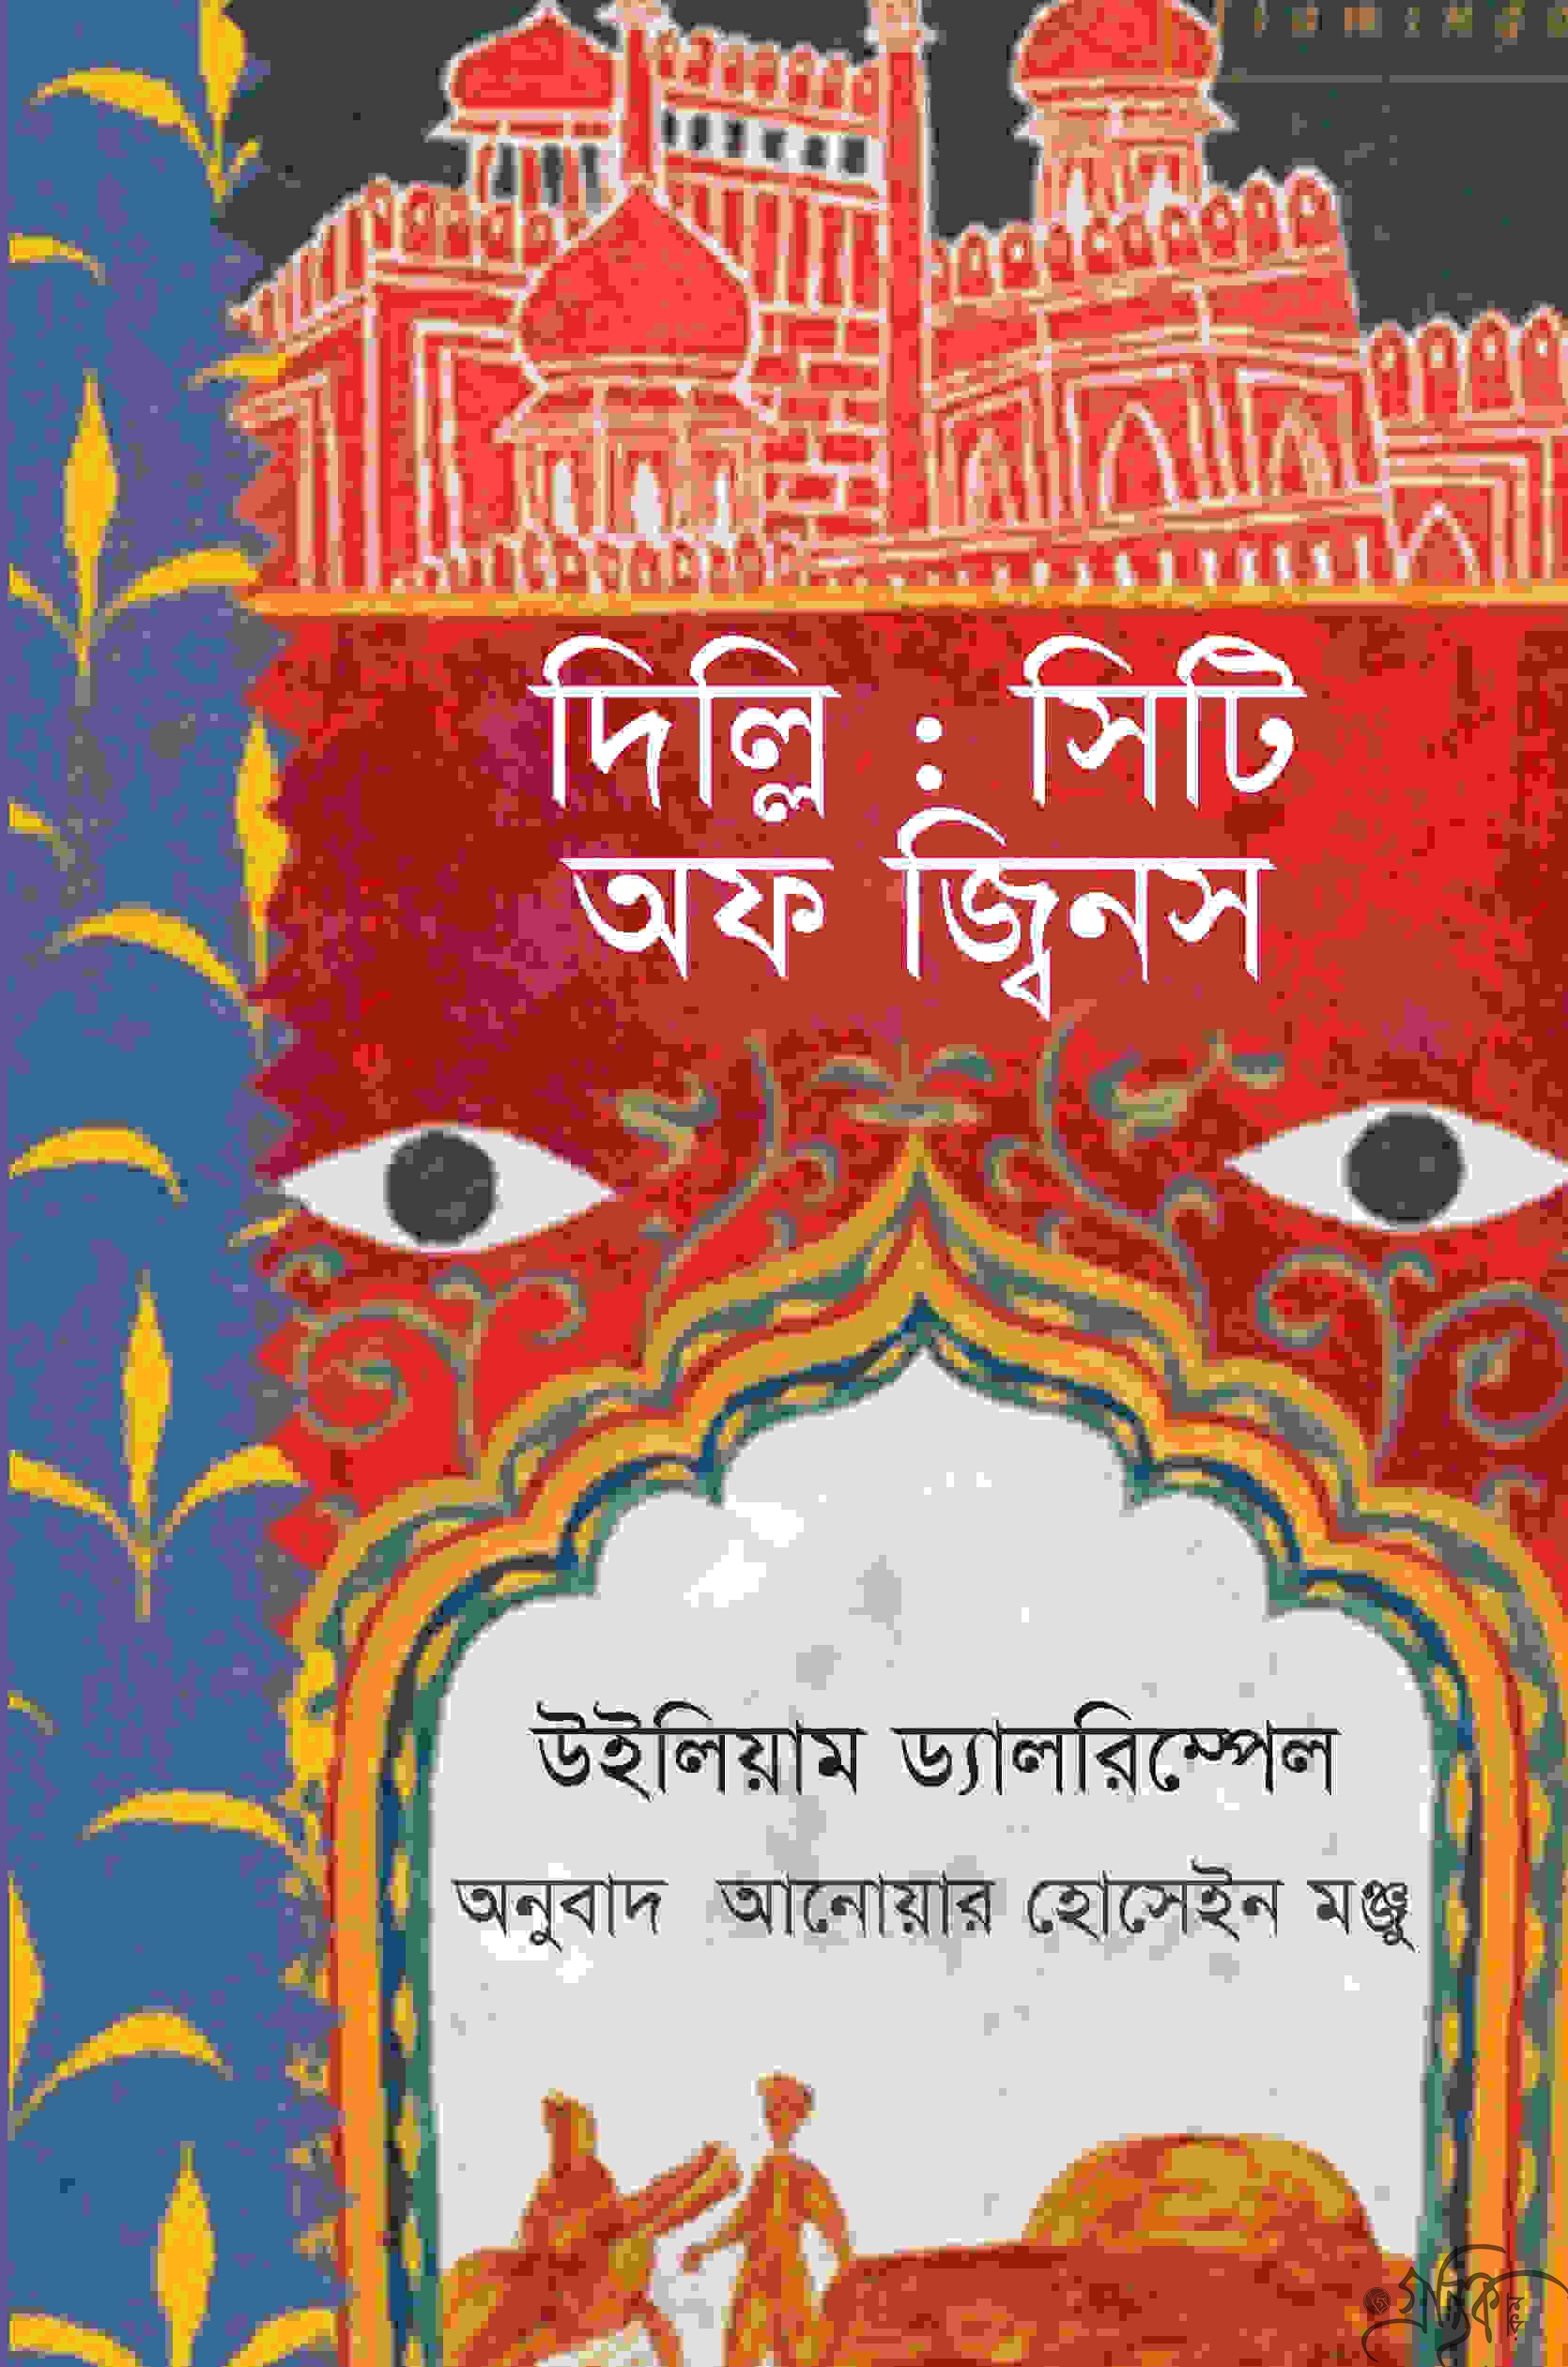 দিল্লি : সিটি
অফ জ্বিনস
উইলিয়াম ড্যালরিম্পেল
অনুবাদ আনোয়ার হোসেইন মঞ্জু